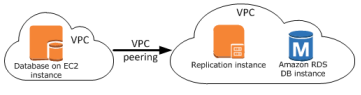 VPC
Database on EC2
instance
VPC
peering
VPC
Replication instance
M
Amazon RDS
DB instance